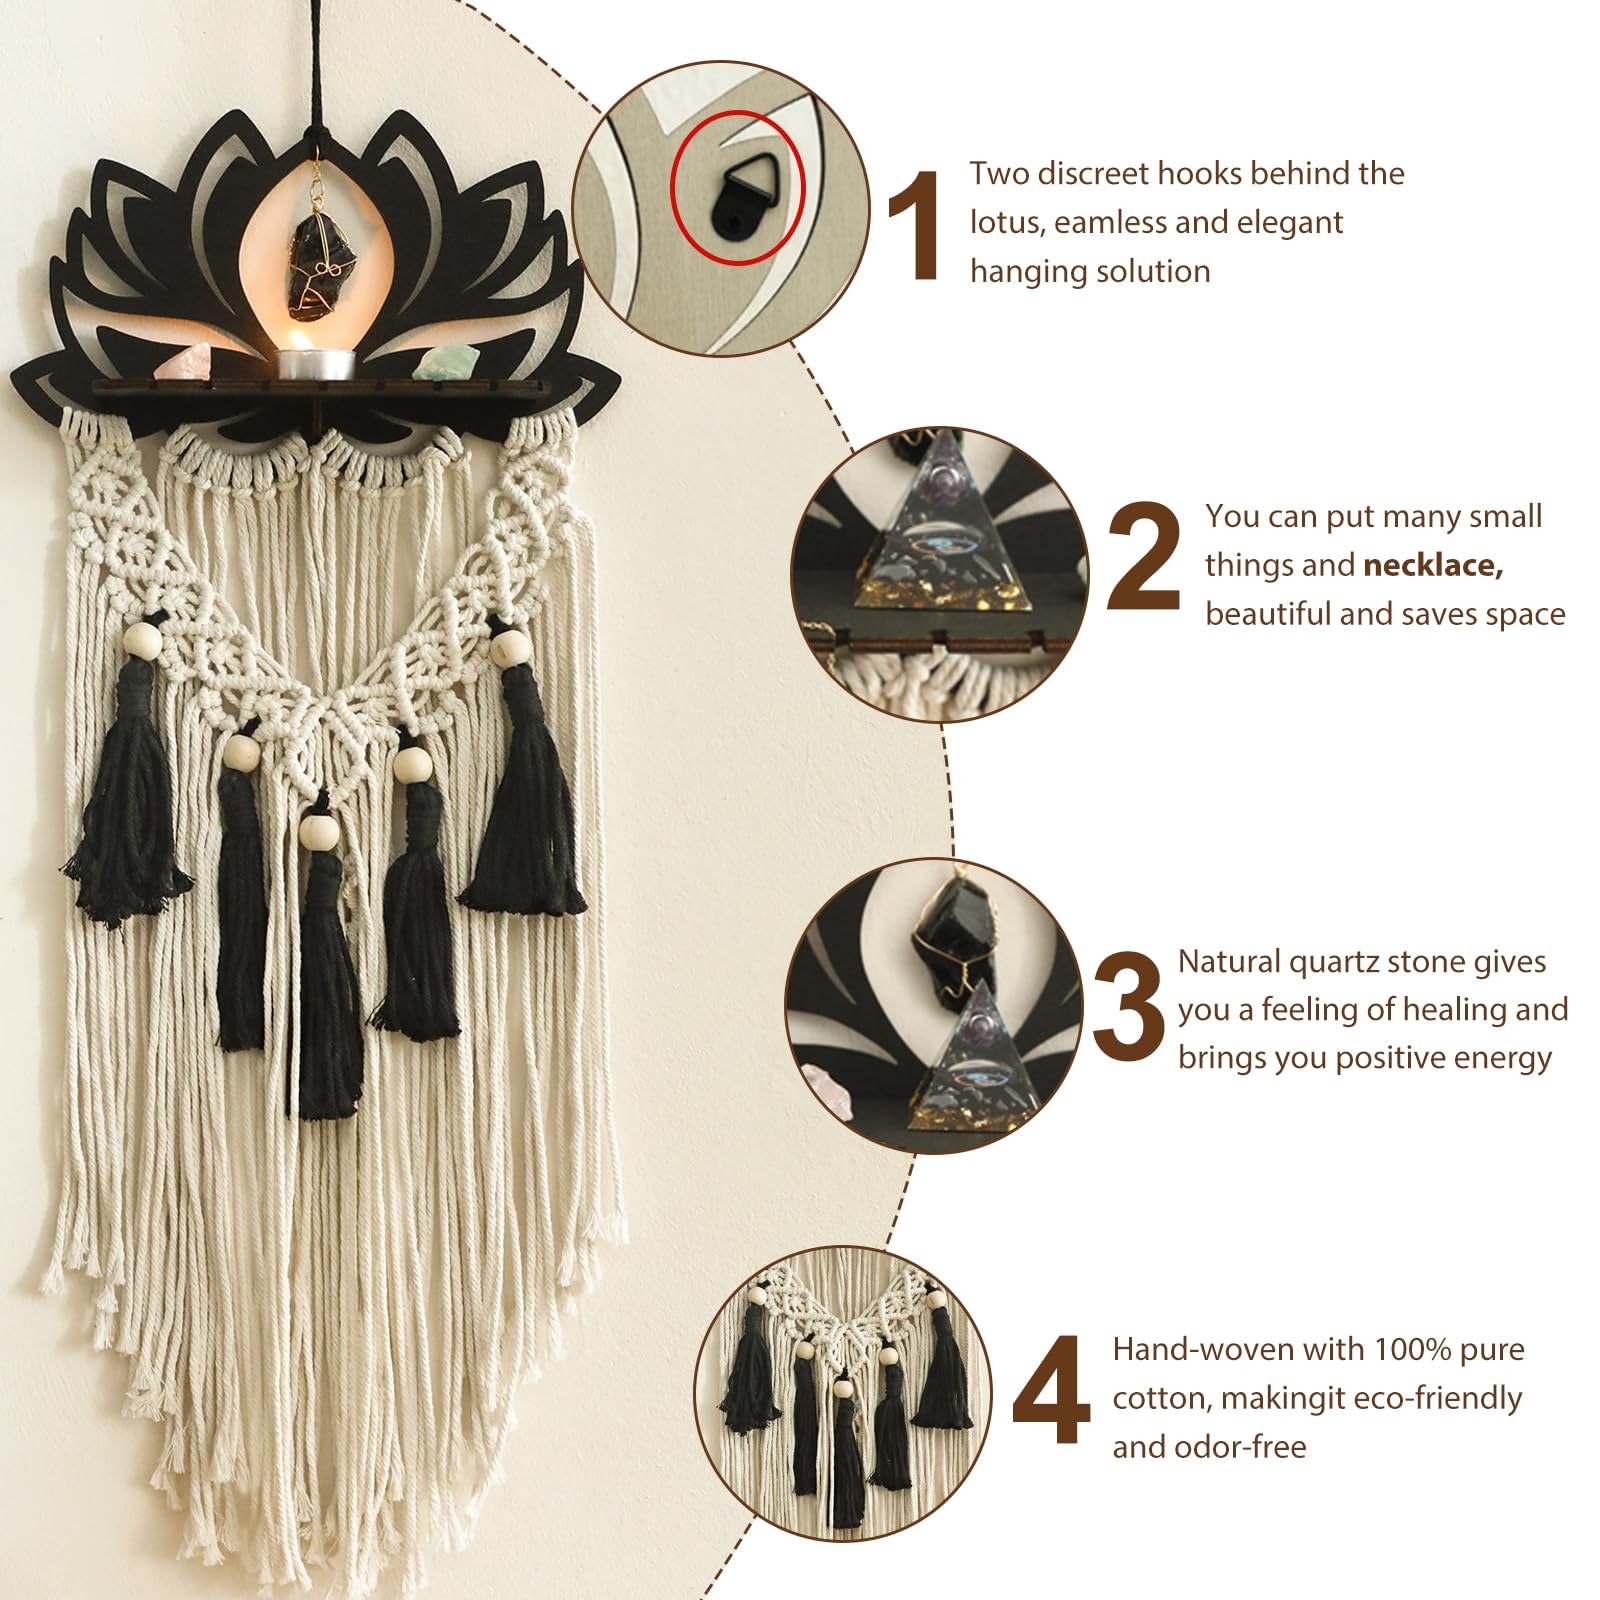 1
Two discreet hooks behind the
lotus, eamless and elegant
hanging solution
2
You can put many small
things and necklace,
beautiful and saves space
3
Natural quartz stone gives
you a feeling of healing and
brings you positive energy
4
Hand-woven with 100% pure
cotton, makingit eco-friendly
and odor-free